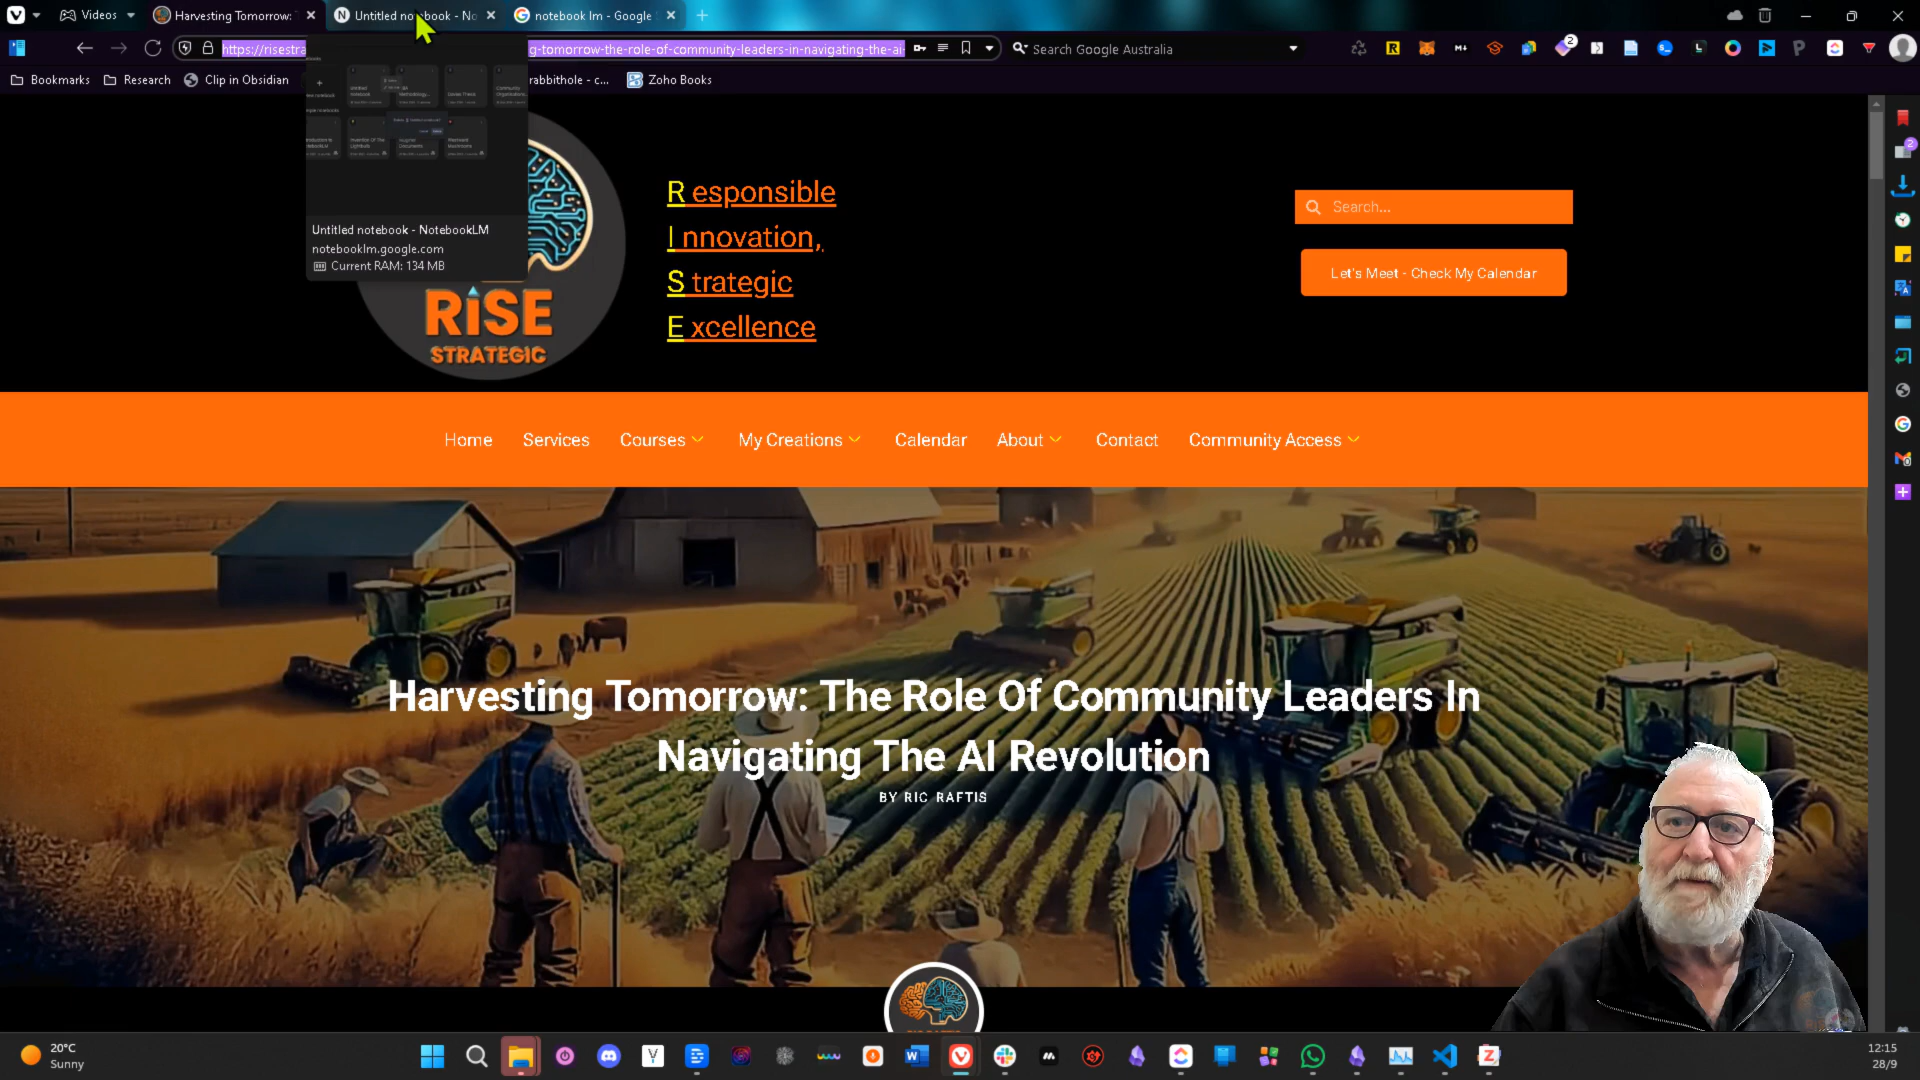 Videos
Harvesting Tomorrow:
Untitled notebook - No
notebook lm - Google
https://risestra
g-tomorrow-the-role-of-community-leaders-in-navigating-the-ai-
Search Google Australia
2
Bookmarks
Research
Clip in Obsidian
rabbithole - c...
Zoho Books
Untitled notebook - NotebookLM
notebooklm.google.com
Current RAM: 134 MB
RiSE
STRATEGIC
R esponsible
I nnovation,
S trategic
E xcellence
Search...
Let's Meet - Check My Calendar
Home
Services
Courses
My Creations
Calendar
About
Contact
Community Access
Harvesting Tomorrow: The Role Of Community Leaders In
Navigating The AI Revolution
BY RIC RAFTIS
2
20°C
Sunny
12:15
28/9